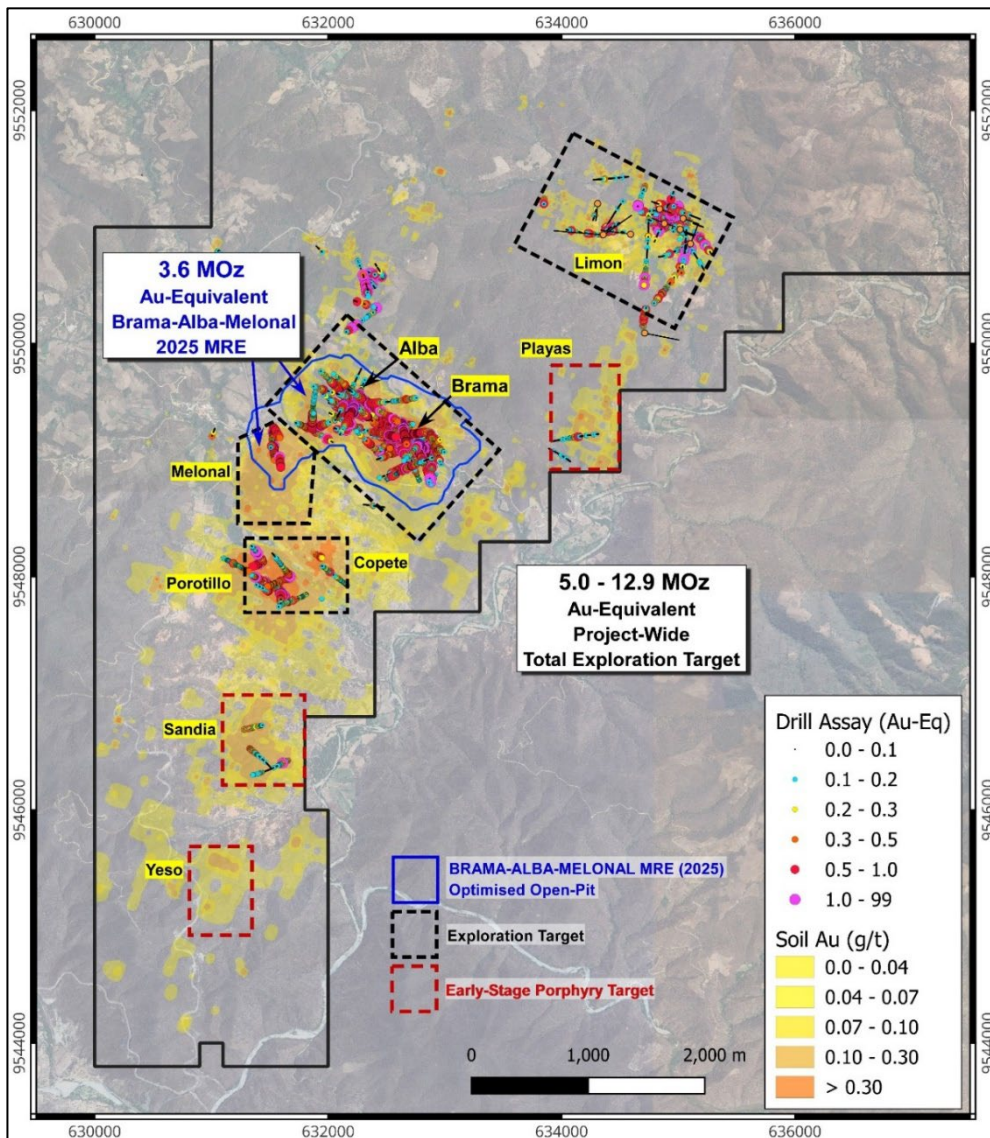 630000
632000
634000
636000
9552000
9552000
Limon
3.6 MOz
Au-Equivalent
Brama-Alba-Melonal
2025 MRE
9550000
9550000
Alba
Playas
Brama
Melonal
Copete
Porotillo
9548000
9548000
5.0 - 12.9 MOz
Au-Equivalent
Project-Wide
Total Exploration Target
Sandia
9546000
9546000
Yeso
BRAMA-ALBA-MELONAL MRE (2025)
Optimised Open-Pit
Exploration Target
Early-Stage Porphyry Target
0
1,000
2,000 m
Drill Assay (Au-Eq)
0.0 - 0.1
0.1 - 0.2
0.2 - 0.3
0.3 - 0.5
0.5 - 1.0
1.0 - 99
Soil Au (g/t)
0.0 - 0.04
0.04 - 0.07
0.07 - 0.10
0.10 - 0.30
> 0.30
9544000
9544000
630000
632000
634000
636000